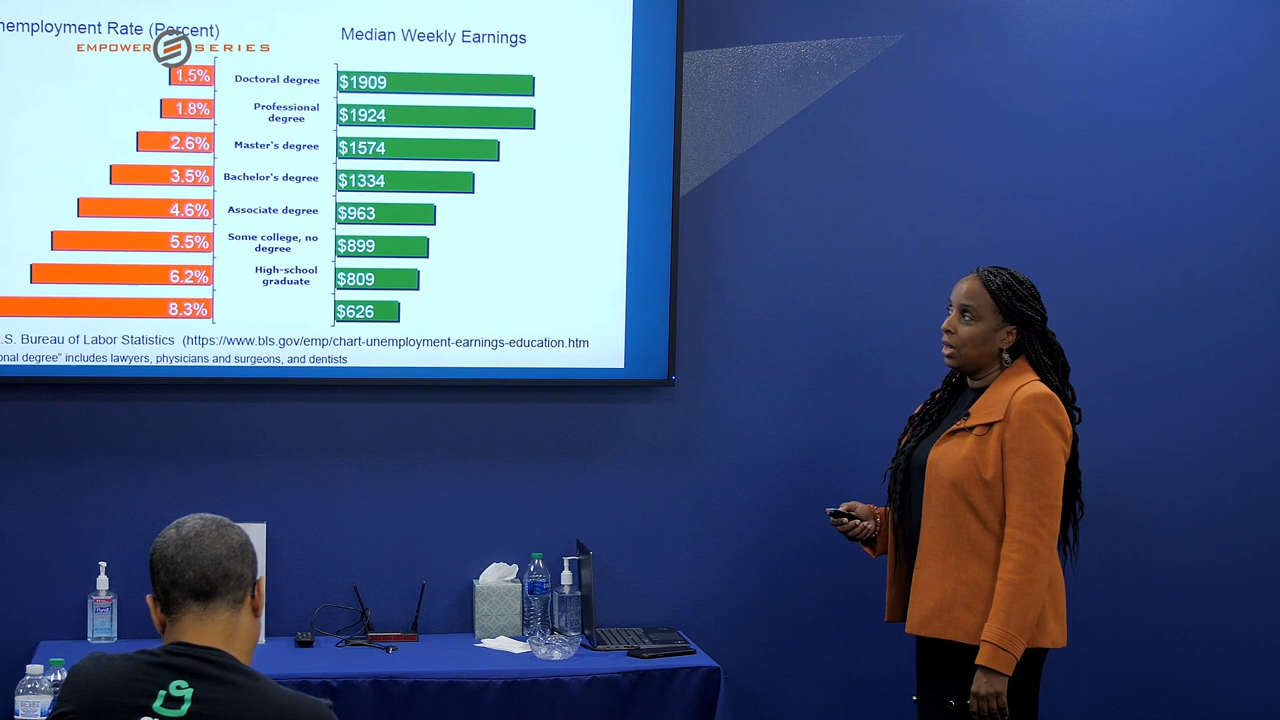 nemployment Rate (Percent)
Median Weekly Earnings
EMPOWER SERIES
1.5%
Doctoral degree
$1909
1.8%
Professional
degree
$1924
2.6%
Master's degree
$1574
3.5%
Bachelor's degree
$1334
4.6%
Associate degree
$963
5.5%
Some college, no
degree
$899
6.2%
High-school
graduate
$809
8.3%
$626
.S. Bureau of Labor Statistics (https://www.bls.gov/emp/chart-unemployment-earnings-education.htm
onal degree" includes lawyers, physicians and surgeons, and dentists
Purell